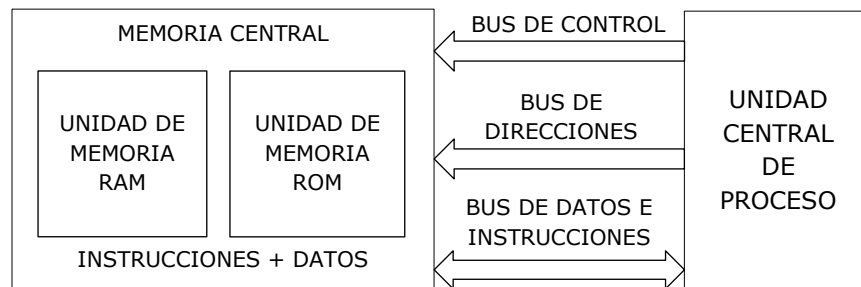 MEMORIA CENTRAL
UNIDAD DE
MEMORIA
RAM
UNIDAD DE
MEMORIA
ROM
INSTRUCCIONES + DATOS
BUS DE CONTROL
BUS DE
DIRECCIONES
BUS DE DATOS E
INSTRUCCIONES
UNIDAD
CENTRAL
DE
PROCESO